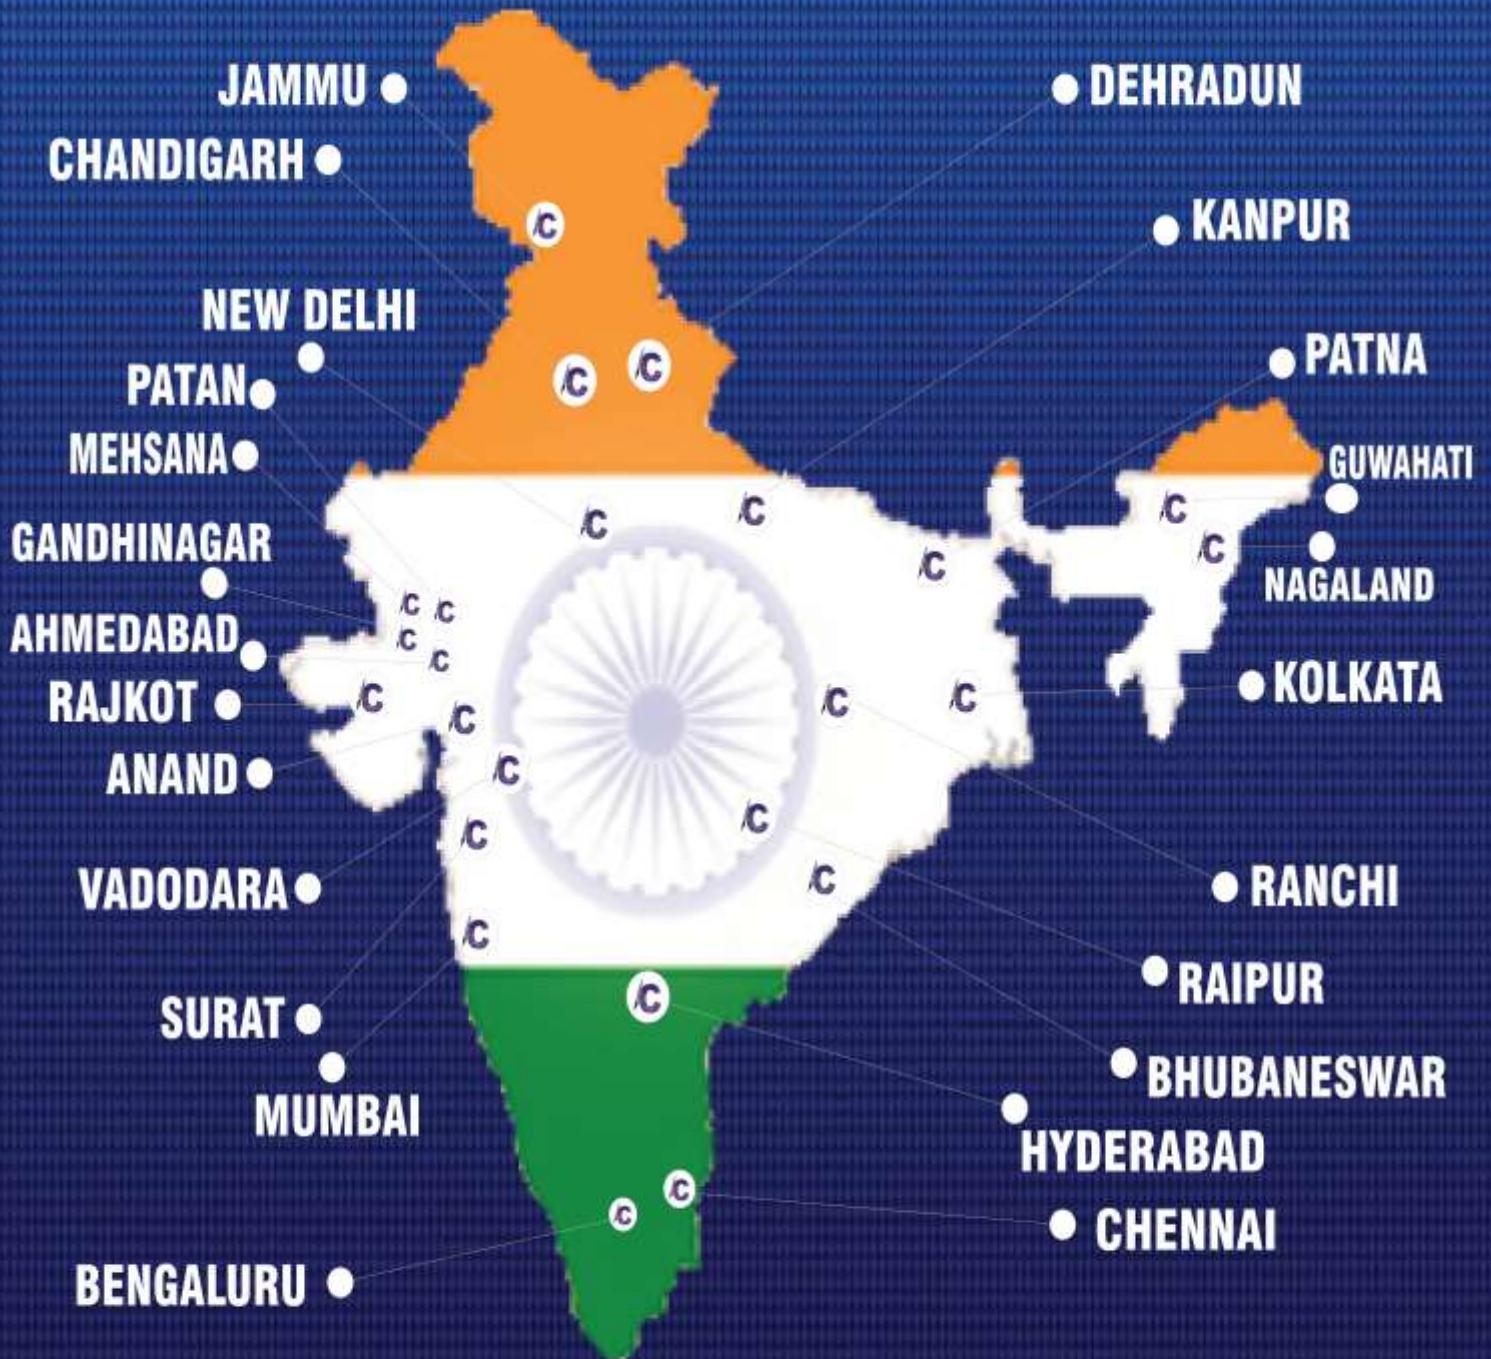 JAMMU
CHANDIGARH
NEW DELHI
PATAN
MEHSANA
GANDHINAGAR
AHMEDABAD
RAJKOT
ANAND
VADODARA
SURAT
MUMBAI
BENGALURU
DEHRADUN
KANPUR
PATNA
GUWAHATI
NAGALAND
KOLKATA
RANCHI
RAIPUR
BHUBANESWAR
HYDERABAD
CHENNAI